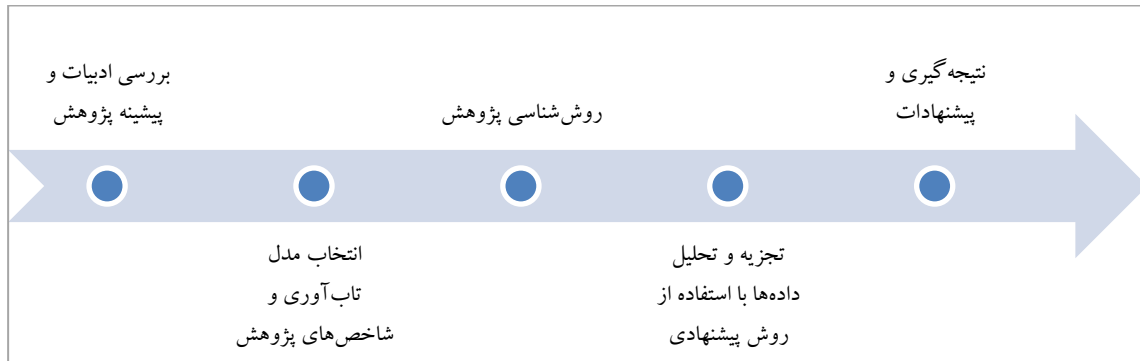 بررسی ادبیات و
پیشینه پژوهش
انتخاب مدل
تاب‌آوری و
شاخص‌های پژوهش
روش‌شناسی پژوهش
تجزیه و تحلیل
داده‌ها با استفاده از
روش پیشنهادی
نتیجه‌گیری و
پیشنهادات